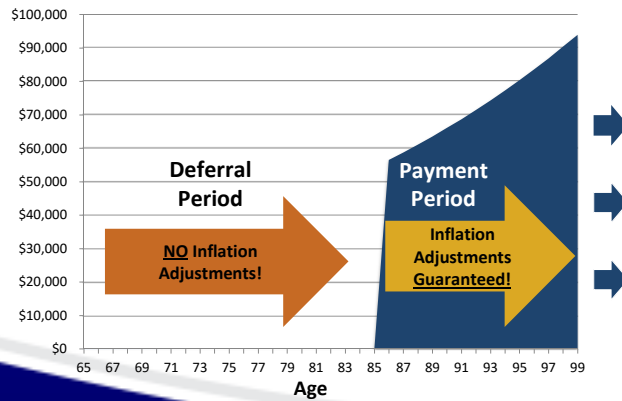 $100,000
$90,000
$80,000
$70,000
$60,000
$50,000
$40,000
$30,000
$20,000
$10,000
$0
Deferral
Period
NO Inflation
Adjustments!
Payment
Period
Inflation
Adjustments
Guaranteed!
65 67 69 71 73 75 77 79 81 83 85 87 89 91 93 95 97 99
Age